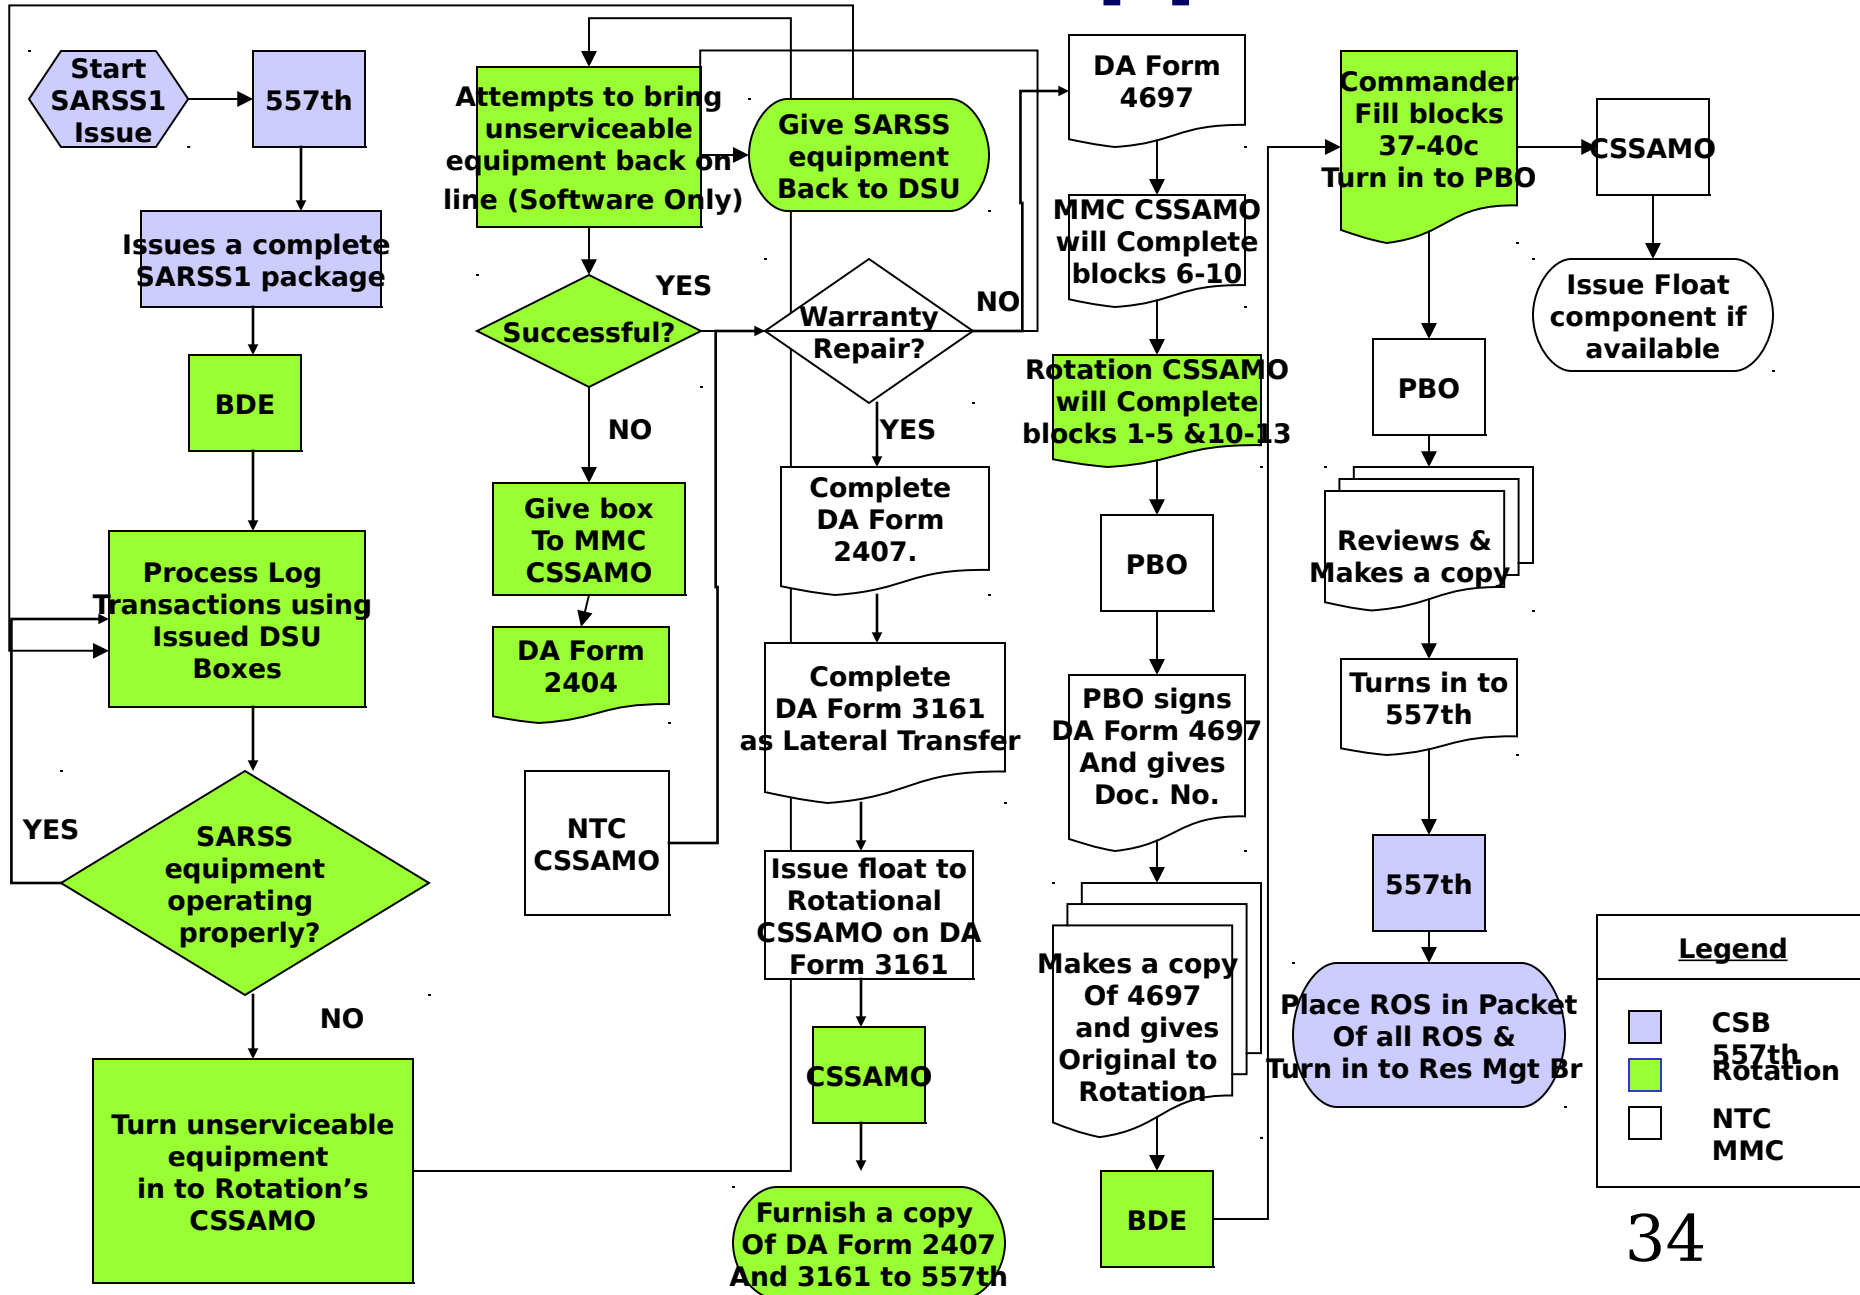 Start
SARSS1
Issue
557th
Issues a complete
SARSS1 package
BDE
Process Log
Transactions using
Issued DSU
Boxes
YES
SARSS
equipment
operating
properly?
NO
Turn unserviceable
equipment
in to Rotation’s
CSSAMO
Attempts to bring
unserviceable
equipment back on
line (Software Only)
Give SARSS
equipment
Back to DSU
YES
Successful?
NO
Give box
To MMC
CSSAMO
DA Form
2404
NTC
CSSAMO
Warranty
Repair?
NO
YES
Complete
DA Form
2407.
Complete
DA Form 3161
as Lateral Transfer
Issue float to
Rotational
CSSAMO on DA
Form 3161
CSSAMO
Furnish a copy
Of DA Form 2407
And 3161 to 557th
DA Form
4697
MMC CSSAMO
will Complete
blocks 6-10
Rotation CSSAMO
will Complete
blocks 1-5 &10-13
PBO
PBO signs
DA Form 4697
And gives
Doc. No.
Makes a copy
Of 4697
and gives
Original to
Rotation
BDE
Commander
Fill blocks
37-40c
Turn in to PBO
CSSAMO
Issue Float
component if
available
PBO
Reviews &
Makes a copy
Turns in to
557th
557th
Place ROS in Packet
Of all ROS &
Turn in to Res Mgt Br
Legend
CSB
557th
Rotation
NTC
MMC
34